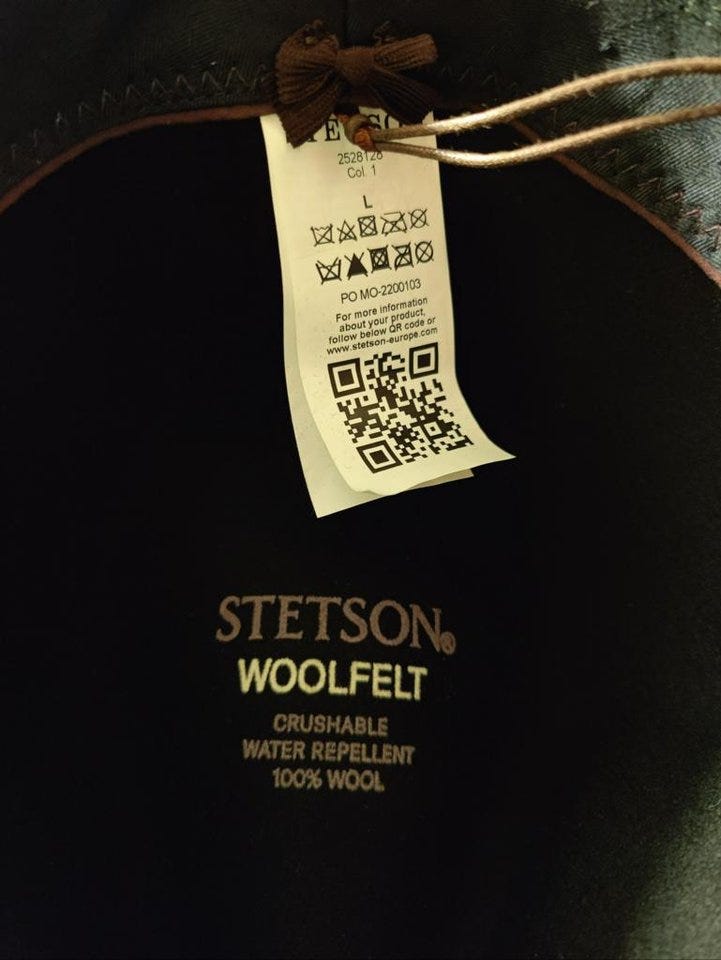 2528128
Col. 1
L
PO MO-2200103
For more information
about your product,
follow below QR code or
www.stetson-europe.com
STETSON®
WOOLFELT
CRUSHABLE
WATER REPELLENT
100% WOOL